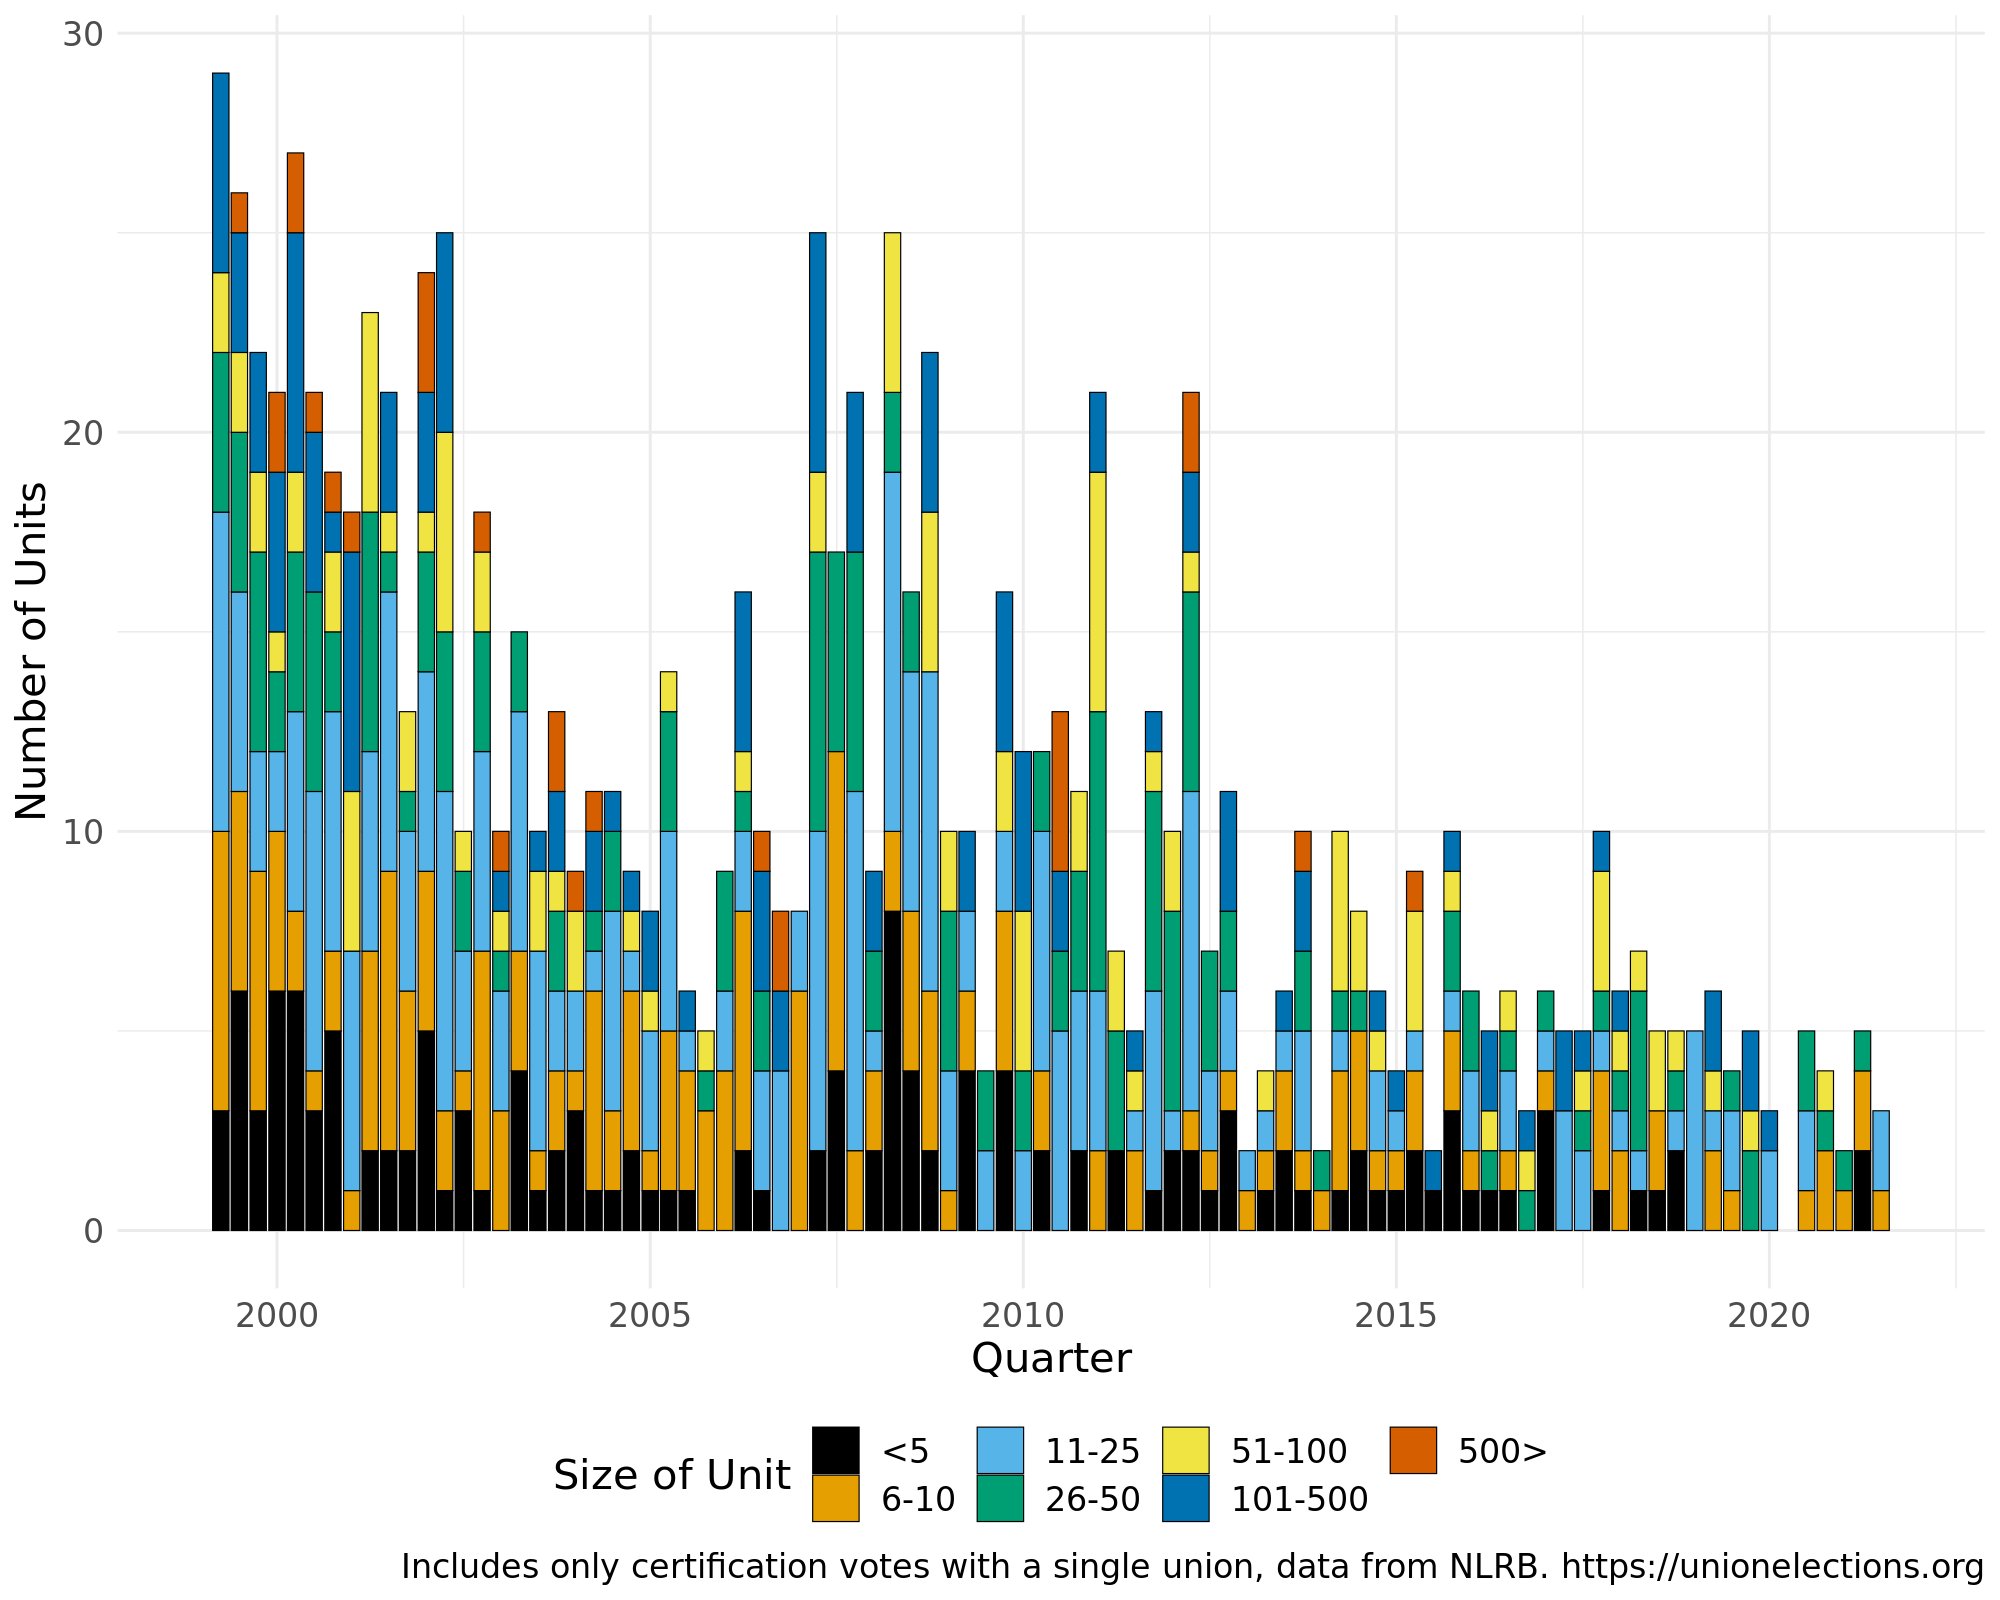 30
20
10
0
Number of Units
2000 2005 2010 2015 2020
Quarter
Size of Unit
<5 11-25 51-100 500>
6-10 26-50 101-500
Includes only certification votes with a single union, data from NLRB. https://unionelections.org